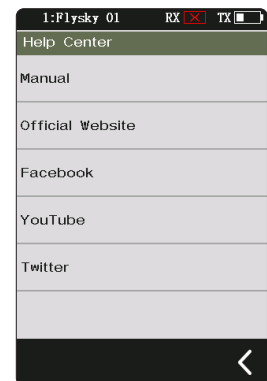 1:Flysky 01 RX TX
Help Center
Manual
Official Website
Facebook
YouTube
Twitter